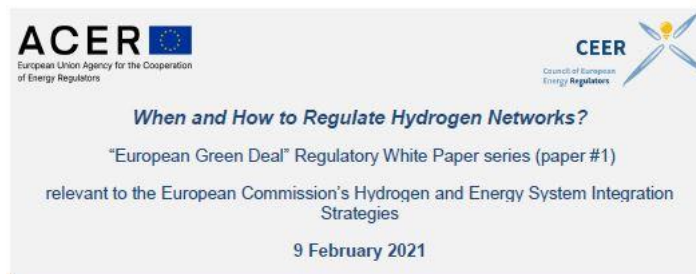 ACER
European Union Agency for the Cooperation
of Energy Regulators
CEER
Council of European
Energy Regulators
When and How to Regulate Hydrogen Networks?
"European Green Deal" Regulatory White Paper series (paper #1)
relevant to the European Commission's Hydrogen and Energy System Integration
Strategies
9 February 2021